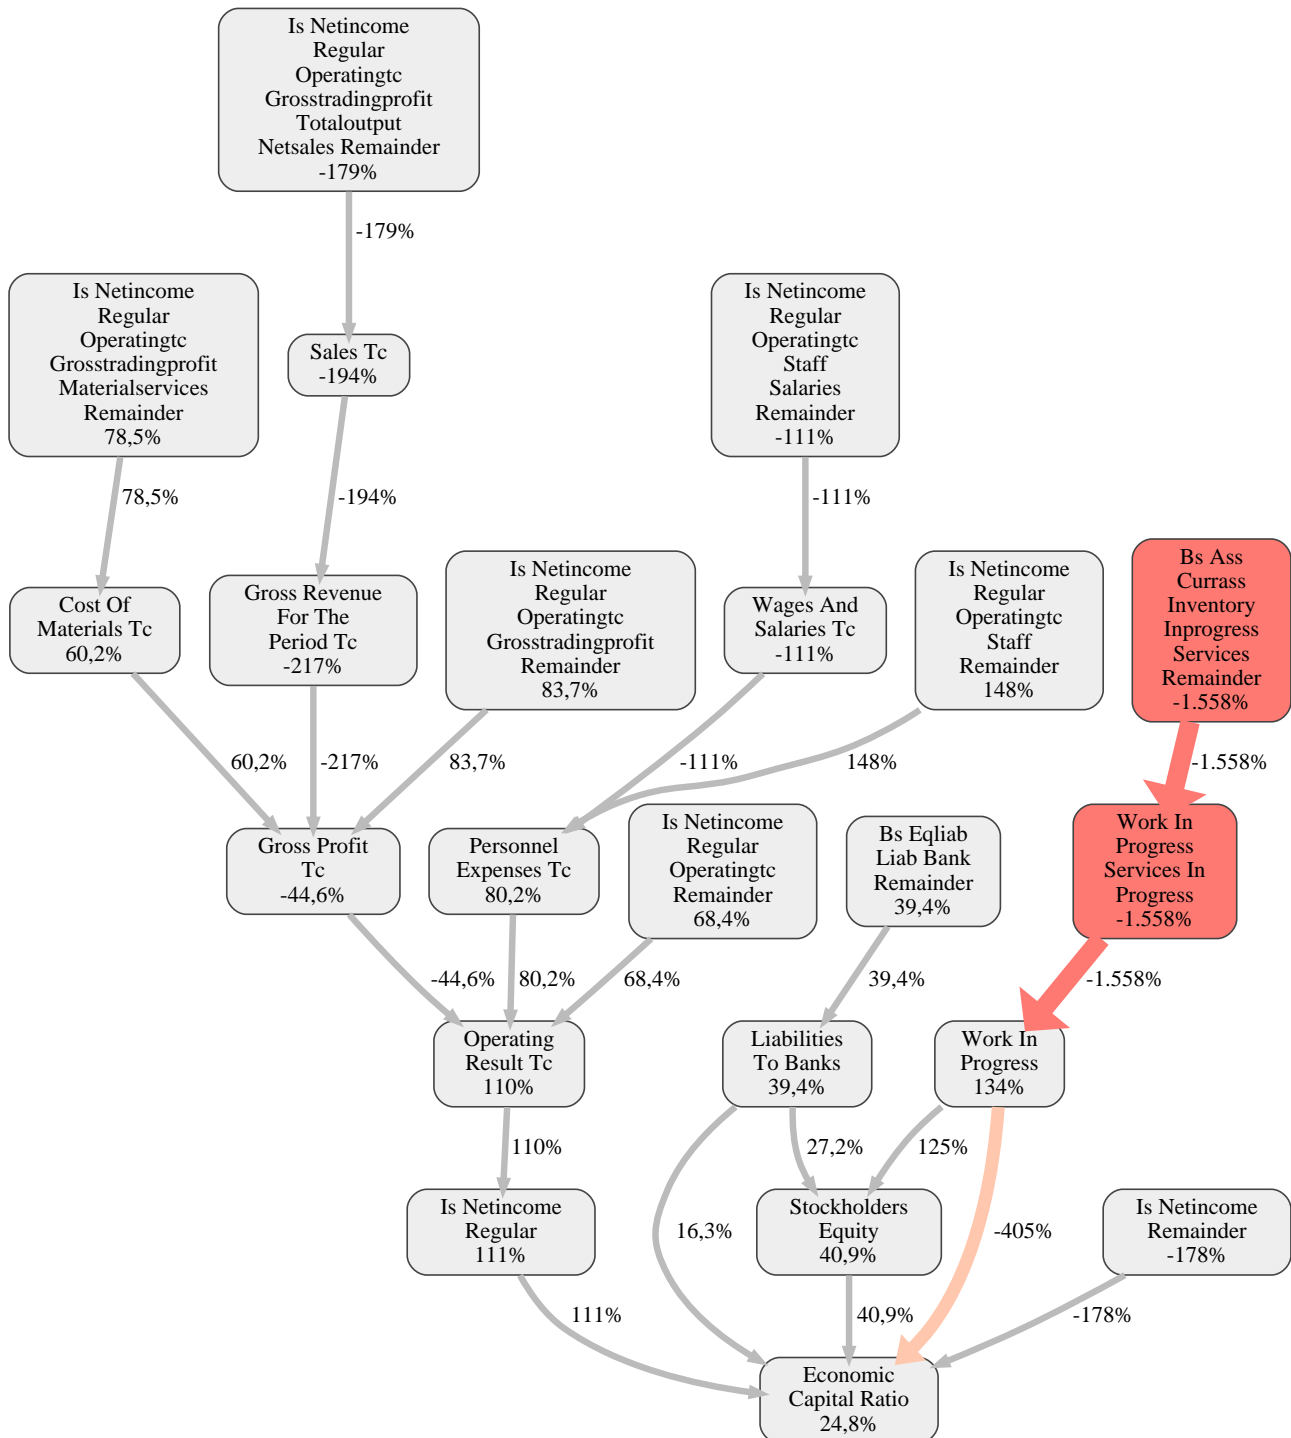 Is Netincome
Regular
Operatingtc
Grosstradingprofit
Totaloutput
Netsales Remainder
-179%
-179%
Is Netincome
Regular
Operatingtc
Grosstradingprofit
Materialservices
Remainder
78,5%
Sales Tc
-194%
Is Netincome
Regular
Operatingtc
Staff
Salaries
Remainder
-111%
78,5%
-194%
-111%
Cost Of
Materials Tc
60,2%
Gross Revenue
For The
Period Tc
-217%
Is Netincome
Regular
Operatingtc
Grosstradingprofit
Remainder
83,7%
Wages And
Salaries Tc
-111%
Is Netincome
Regular
Operatingtc
Staff
Remainder
148%
Bs Ass
Currass
Inventory
Inprogress
Services
Remainder
-1.558%
60,2%
-217%
83,7%
-111%
148%
-1.558%
Gross Profit
Tc
-44,6%
Personnel
Expenses Tc
80,2%
Is Netincome
Regular
Operatingtc
Remainder
68,4%
Bs Eqliab
Liab Bank
Remainder
39,4%
Work In
Progress
Services In
Progress
-1.558%
-44,6%
80,2%
68,4%
39,4%
-1.558%
Operating
Result Tc
110%
Liabilities
To Banks
39,4%
Work In
Progress
134%
110%
27,2%
125%
Is Netincome
Regular
111%
16,3%
Stockholders
Equity
40,9%
-405%
Is Netincome
Remainder
-178%
111%
40,9%
-178%
Economic
Capital Ratio
24,8%